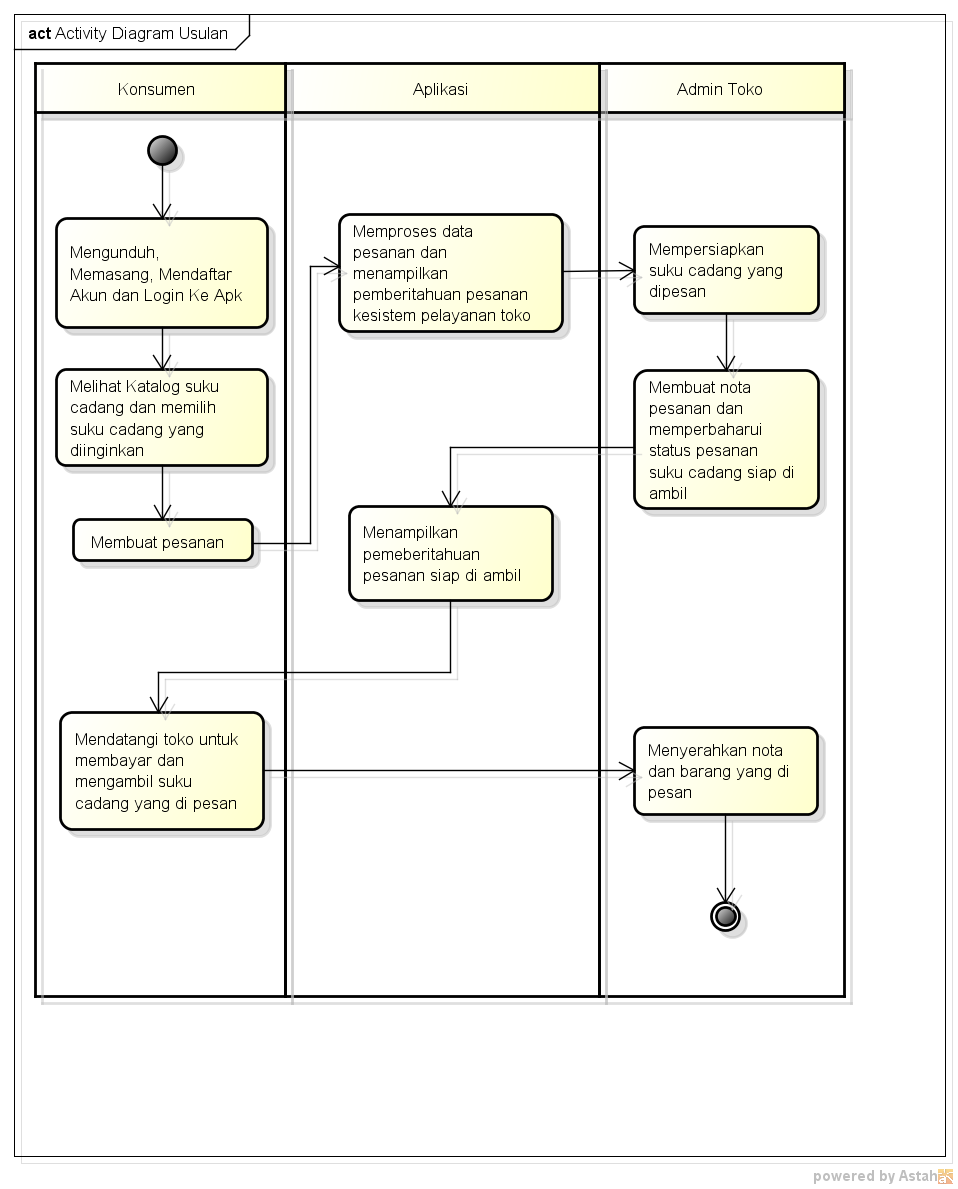 act Activity Diagram Usulan
Konsumen
Aplikasi
Admin Toko
Mengunduh,
Memasang, Mendaftar
Akun dan Login Ke Apk
Melihat Katalog suku
cadang dan memilih
suku cadang yang
diinginkan
Membuat pesanan
Memproses data
pesanan dan
menampilkan
pemberitahuan pesanan
kesistem pelayanan toko
Mempersiapkan
suku cadang yang
dipesan
Membuat nota
pesanan dan
memperbaharui
status pesanan
suku cadang siap di
ambil
Menampilkan
pemeberitahuan
pesanan siap di ambil
Mendatangi toko untuk
membayar dan
mengambil suku
cadang yang di pesan
Menyerahkan nota
dan barang yang di
pesan
powered by Astah